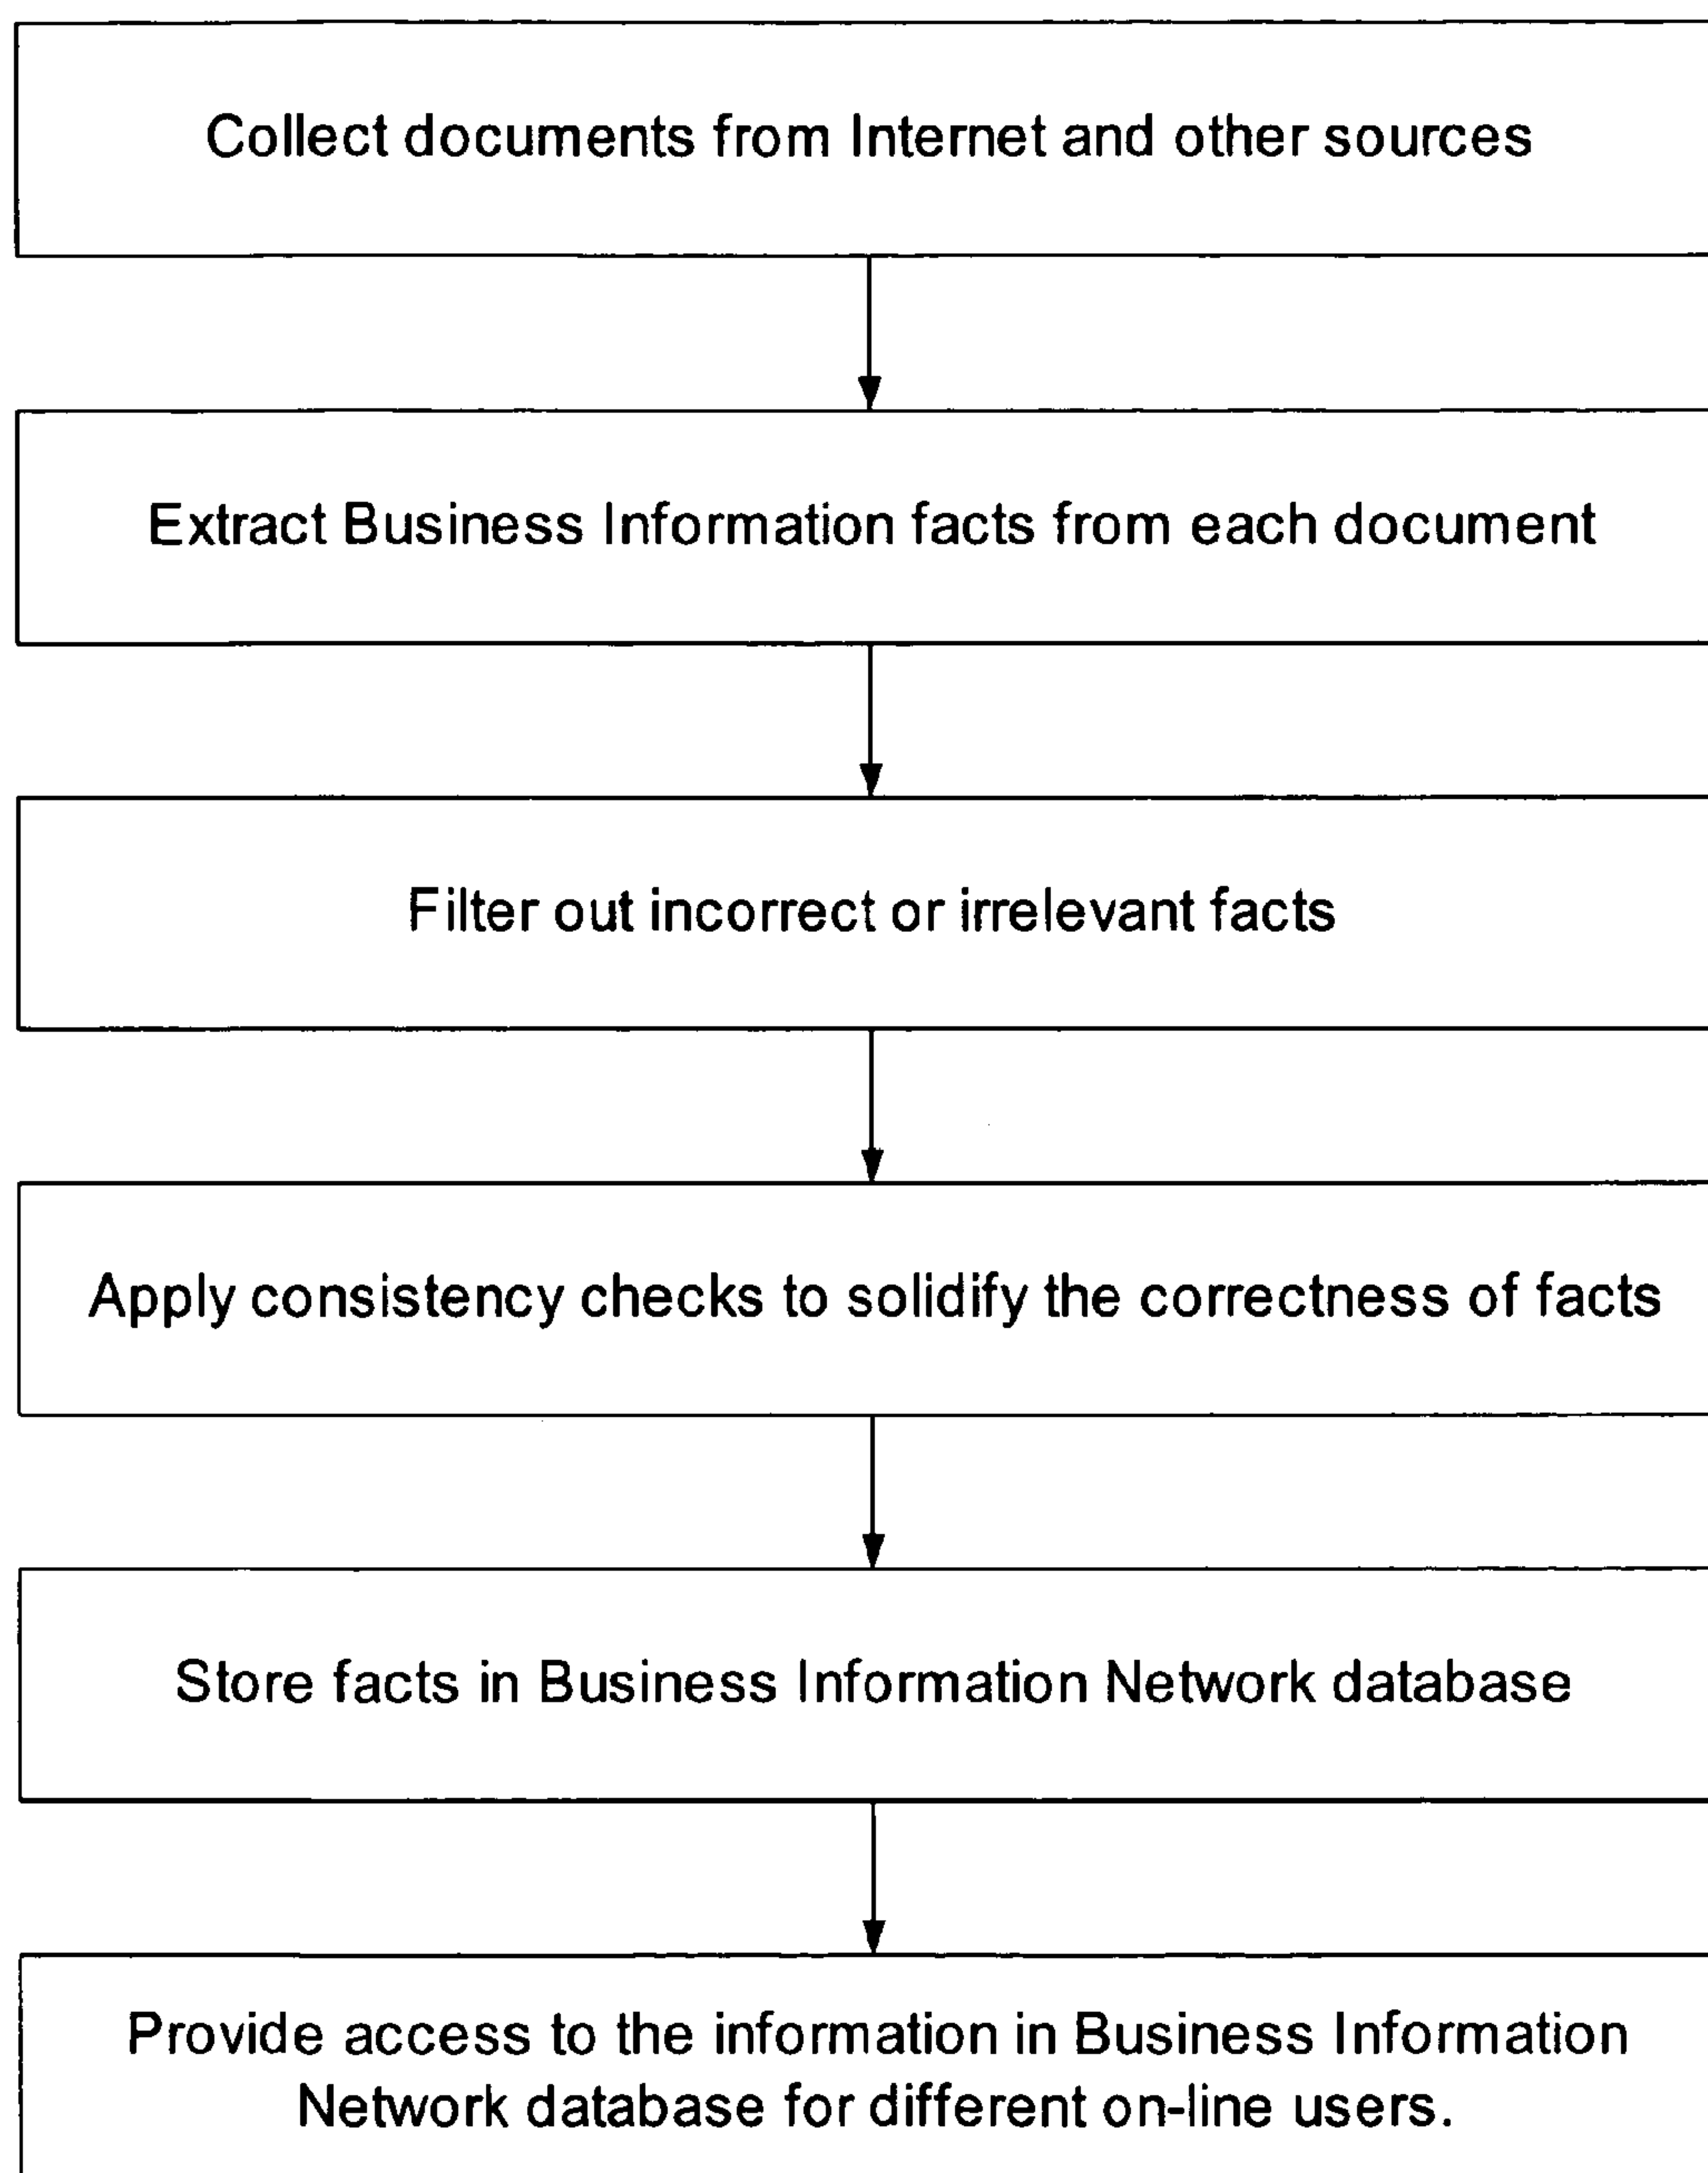 Collect documents from Internet and other sources
Extract Business Information facts from each document
Filter out incorrect or irrelevant facts
Apply consistency checks to solidify the correctness of facts
Store facts in Business Information Network database
Provide access to the information in Business Information
Network database for different on-line users.